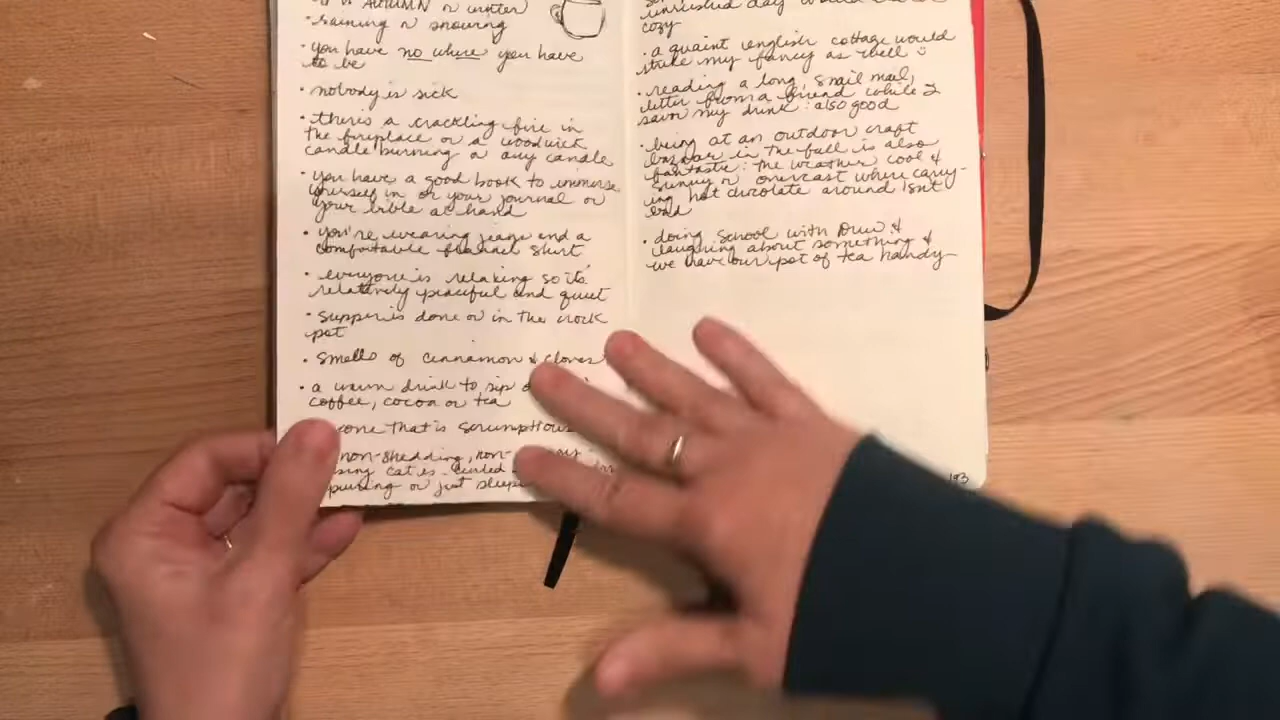 AUTUMN or winter
• raining or snowing
• you have no where you have
to be
• nobody is sick
• there's a crackling fire in
the fireplace or a woodwick
candle burning or any candle
• you have a good book to immerse
yourself in or your journal or
your bible at hand
• you're wearing jeans and a
comfortable flannel shirt
• everyone is relaxing so its
relatively peaceful and quiet
• supper is done or in the crock
pot
• smells of cinnamon & cloves
• a warm drink to sip
coffee, cocoa or tea
that is scrumptious
non-shedding, non-
cat is curled
purring or just
unrushed day would
cozy
• a quaint english cottage would
strike my fancy as well
• reading a long, snail mail,
letter from a friend while I
savor my drink: also good
• being at an outdoor craft
bazaar in the fall is also
fantastic: the weather cool &
sunny or overcast where carry-
ing hot chocolate around isn't
odd
• doing school with Drew &
laughing about something &
we have our pot of tea handy
193